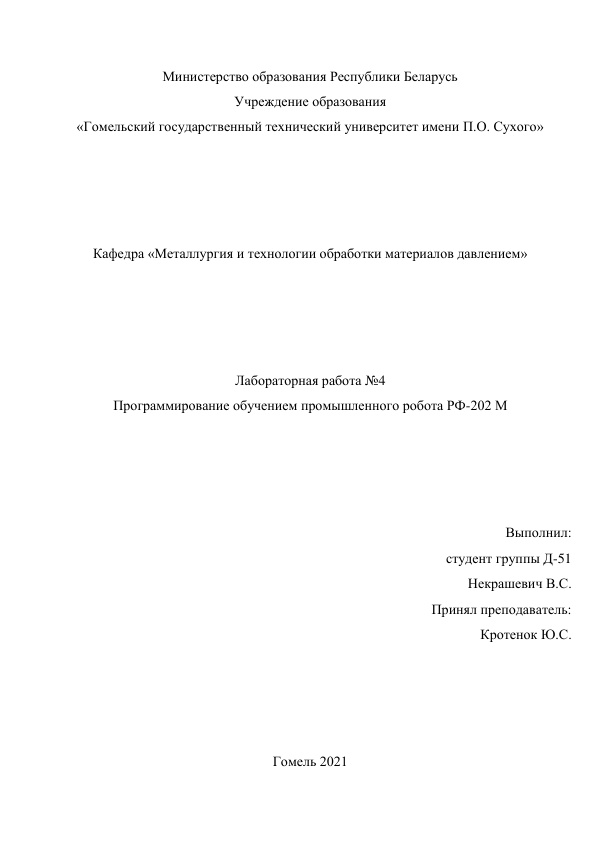 Министерство образования Республики Беларусь
Учреждение образования
«Гомельский государственный технический университет имени П.О. Сухого»
Кафедра «Металлургия и технологии обработки материалов давлением»
Лабораторная работа №4
Программирование обучением промышленного робота РФ-202 М
Выполнил:
студент группы Д-51
Некрашевич В.С.
Принял преподаватель:
Кротенок Ю.С.
Гомель 2021